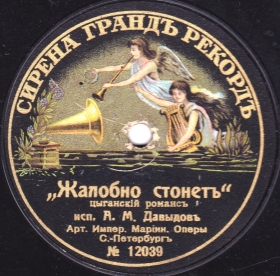 СИРЕНА ГРАНДЪ РЕКОРДЪ
„Жалобно стонетъ“
цыганскій романсъ
исп. А. М. Давыдовъ
Арт. Импер. Маріин. Оперы
С.-Петербургъ
№ 12039